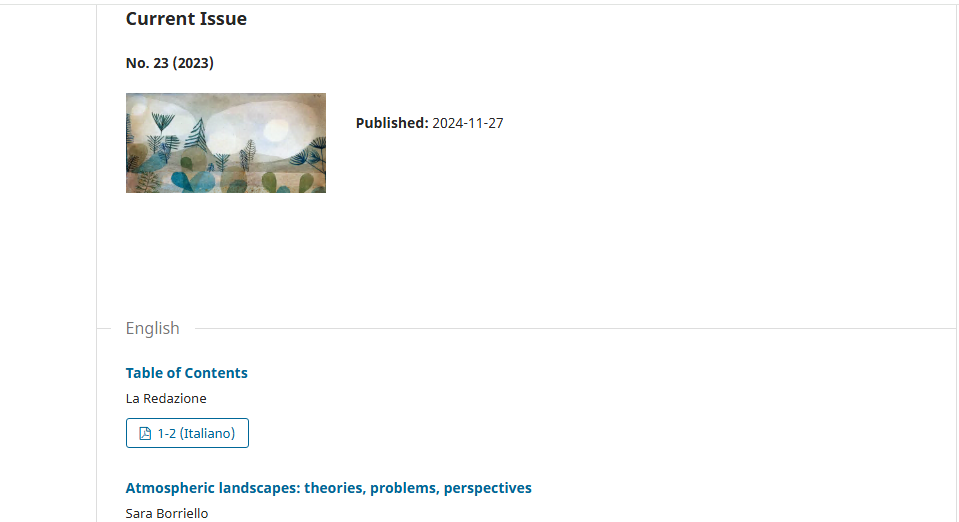 Current Issue
No. 23 (2023)
Published: 2024-11-27
English
Table of Contents
La Redazione
1-2 (Italiano)
Atmospheric landscapes: theories, problems, perspectives
Sara Borriello